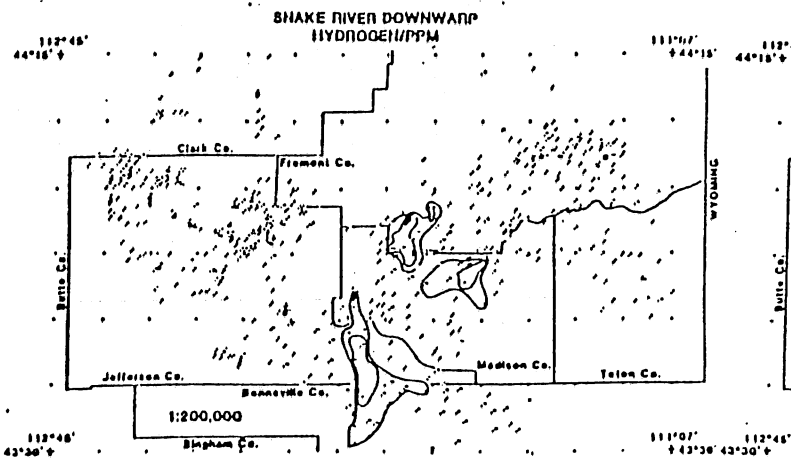 SNAKE RIVER DOWNWARP
HYDROGEN/PPM
112°45'
44°15'
111°07'
44°15'
112°
44°15'
Clark Co.
Fremont Co.
WYOMING
Butte Co.
Butte Co.
Jefferson Co.
Madison Co.
Teton Co.
Bonneville Co.
1:200,000
Bingham Co.
112°45'
43°30'
111°07'
43°30'
112°45'
43°30'